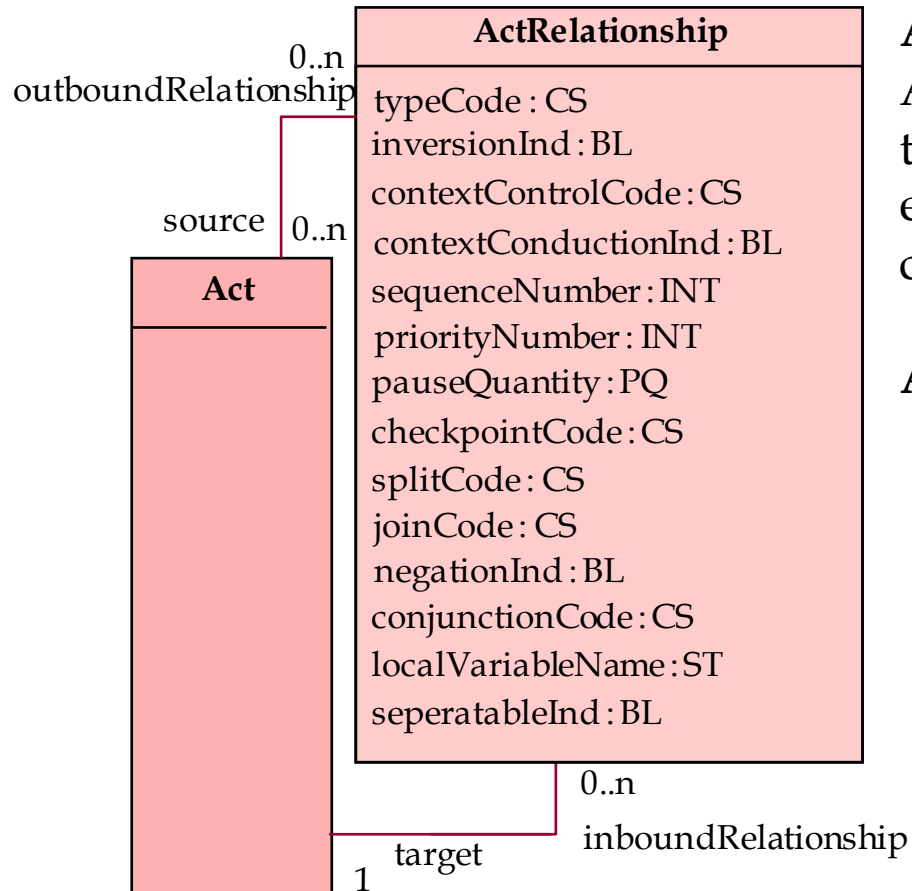 ActRelationship
0..n
outboundRelationship
typeCode : CS
inversionInd : BL
contextControlCode : CS
contextConductionInd : BL
sequenceNumber : INT
priorityNumber : INT
pauseQuantity : PQ
checkpointCode : CS
splitCode : CS
joinCode : CS
negationInd : BL
conjunctionCode : CS
localVariableName : ST
seperatableInd : BL
source
0..n
Act
0..n
inboundRelationship
target
1